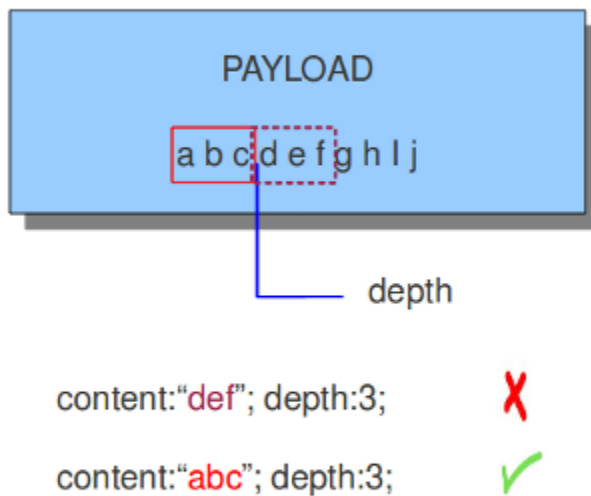 PAYLOAD
a b c d e f g h I j
depth
content:“def”; depth:3; ✗
content:“abc”; depth:3; ✓